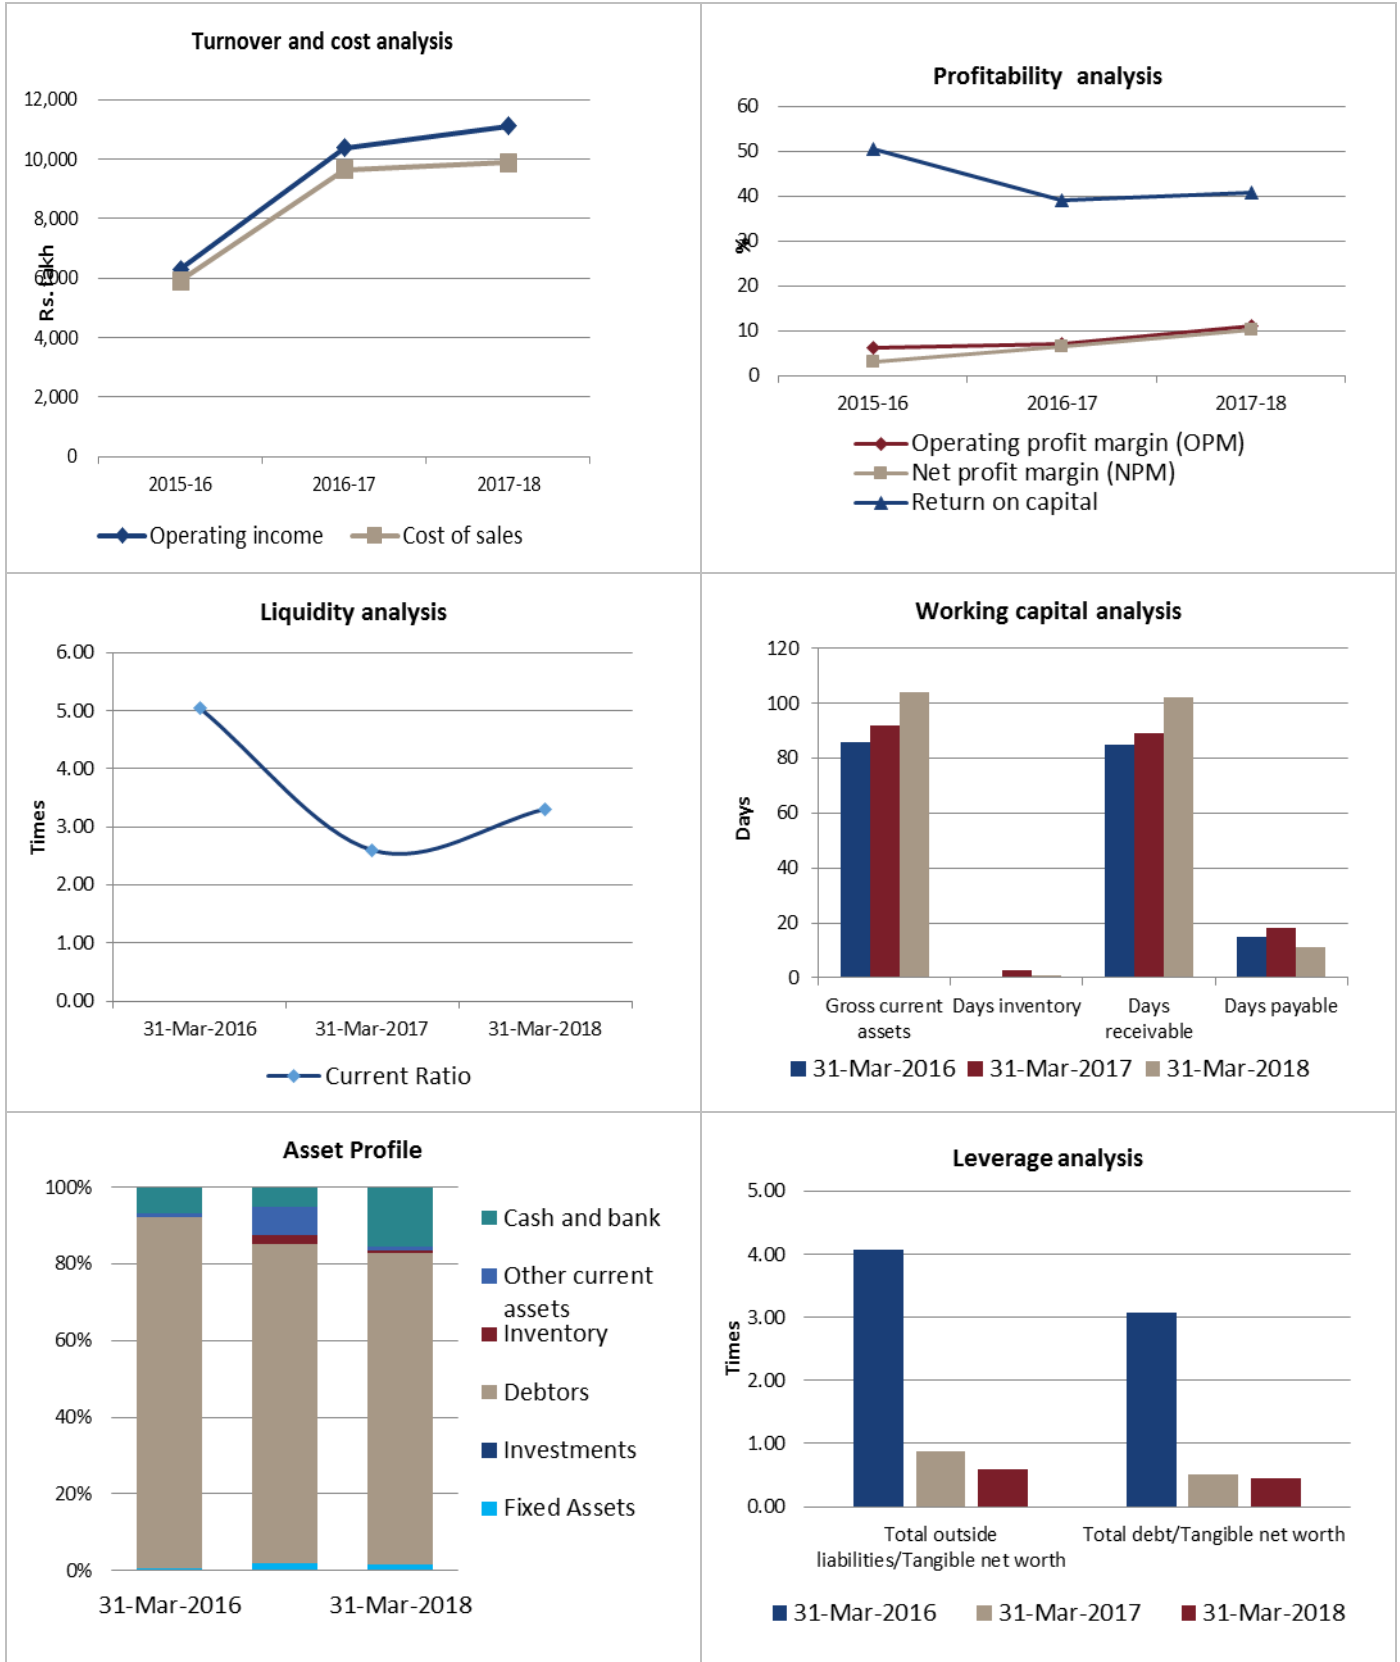 Turnover and cost analysis
12,000
10,000
8,000
6,000
4,000
2,000
0
Rs. Lakh
2015-16 2016-17 2017-18
Operating income Cost of sales
Profitability analysis
60
50
40
30
20
10
0
%
2015-16 2016-17 2017-18
Operating profit margin (OPM)
Net profit margin (NPM)
Return on capital
Liquidity analysis
6.00
5.00
4.00
3.00
2.00
1.00
0.00
Times
31-Mar-2016 31-Mar-2017 31-Mar-2018
Current Ratio
Working capital analysis
120
100
80
60
40
20
0
Days
Gross current Days inventory Days Days payable
assets receivable
31-Mar-2016 31-Mar-2017 31-Mar-2018
Asset Profile
100%
80%
60%
40%
20%
0%
31-Mar-2016 31-Mar-2018
Cash and bank
Other current
assets
Inventory
Debtors
Investments
Fixed Assets
Leverage analysis
5.00
4.00
3.00
2.00
1.00
0.00
Times
Total outside Total debt/Tangible net worth
liabilities/Tangible net worth
31-Mar-2016 31-Mar-2017 31-Mar-2018